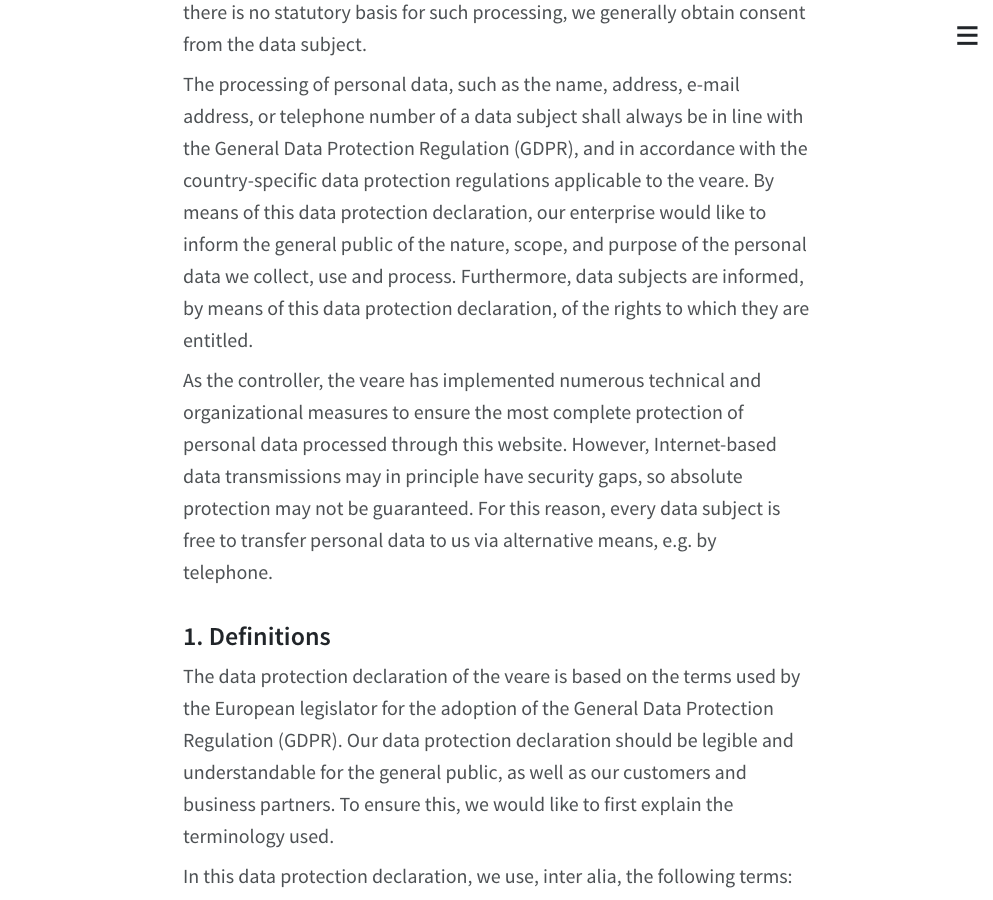 there is no statutory basis for such processing, we generally obtain consent
from the data subject.
The processing of personal data, such as the name, address, e-mail
address, or telephone number of a data subject shall always be in line with
the General Data Protection Regulation (GDPR), and in accordance with the
country-specific data protection regulations applicable to the veare. By
means of this data protection declaration, our enterprise would like to
inform the general public of the nature, scope, and purpose of the personal
data we collect, use and process. Furthermore, data subjects are informed,
by means of this data protection declaration, of the rights to which they are
entitled.
As the controller, the veare has implemented numerous technical and
organizational measures to ensure the most complete protection of
personal data processed through this website. However, Internet-based
data transmissions may in principle have security gaps, so absolute
protection may not be guaranteed. For this reason, every data subject is
free to transfer personal data to us via alternative means, e.g. by
telephone.
1. Definitions
The data protection declaration of the veare is based on the terms used by
the European legislator for the adoption of the General Data Protection
Regulation (GDPR). Our data protection declaration should be legible and
understandable for the general public, as well as our customers and
business partners. To ensure this, we would like to first explain the
terminology used.
In this data protection declaration, we use, inter alia, the following terms: